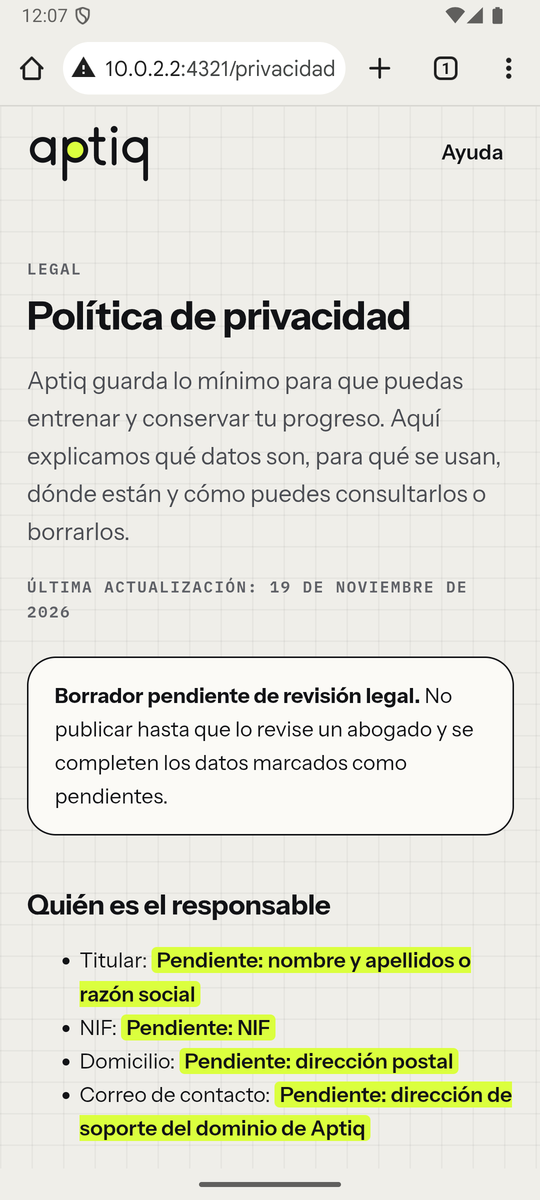 12:07
10.0.2.2:4321/privacidad
1
aptiq
Ayuda
LEGAL
Política de privacidad
Aptiq guarda lo mínimo para que puedas
entrenar y conservar tu progreso. Aquí
explicamos qué datos son, para qué se usan,
dónde están y cómo puedes consultarlos o
borrarlos.
ÚLTIMA ACTUALIZACIÓN: 19 DE NOVIEMBRE DE
2026
Borrador pendiente de revisión legal. No
publicar hasta que lo revise un abogado y se
completen los datos marcados como
pendientes.
Quién es el responsable
• Titular: Pendiente: nombre y apellidos o
razón social
• NIF: Pendiente: NIF
• Domicilio: Pendiente: dirección postal
• Correo de contacto: Pendiente: dirección de
soporte del dominio de Aptiq